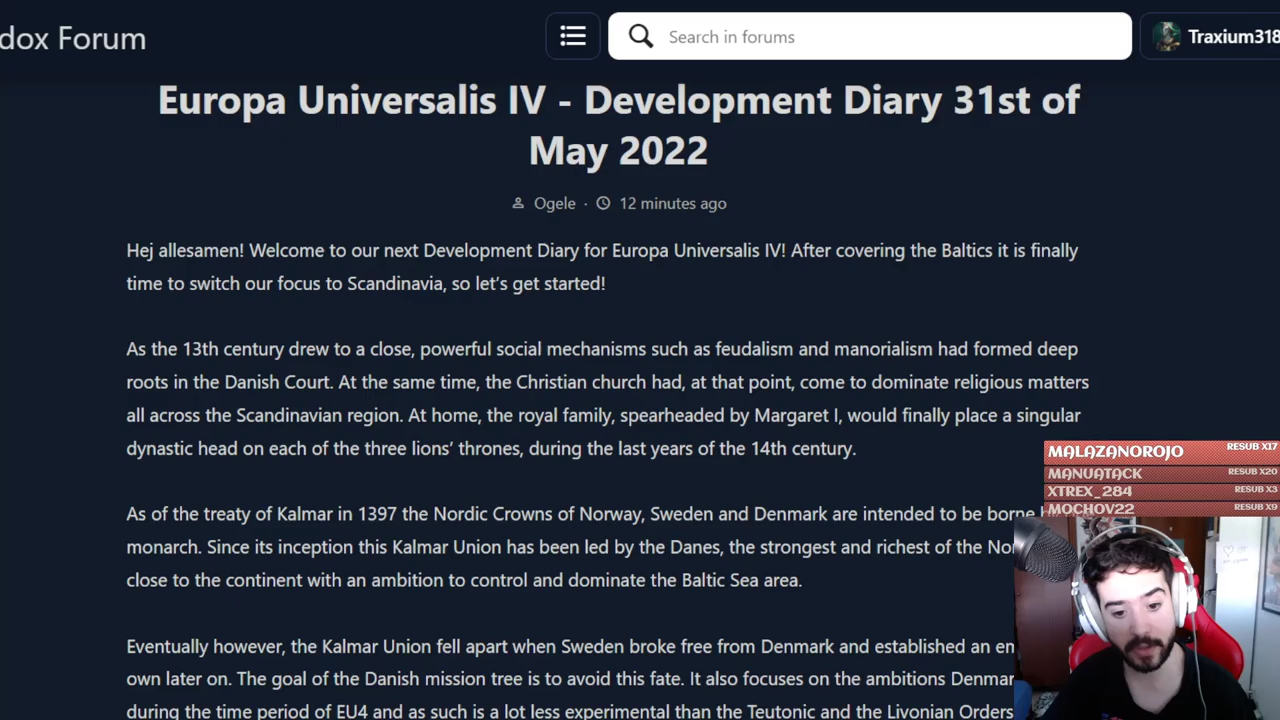 dox Forum
Search in forums
Traxium318
Europa Universalis IV - Development Diary 31st of
May 2022
Ogele · 12 minutes ago
Hej allesamen! Welcome to our next Development Diary for Europa Universalis IV! After covering the Baltics it is finally
time to switch our focus to Scandinavia, so let's get started!
As the 13th century drew to a close, powerful social mechanisms such as feudalism and manorialism had formed deep
roots in the Danish Court. At the same time, the Christian church had, at that point, come to dominate religious matters
all across the Scandinavian region. At home, the royal family, spearheaded by Margaret I, would finally place a singular
dynastic head on each of the three lions' thrones, during the last years of the 14th century.
MALAZANOROJO RESUB X17
MANUATACK RESUB X20
XTREX_284 RESUB X3
MOCHOV22 RESUB X9
As of the treaty of Kalmar in 1397 the Nordic Crowns of Norway, Sweden and Denmark are intended to be borne
monarch. Since its inception this Kalmar Union has been led by the Danes, the strongest and richest of the No
close to the continent with an ambition to control and dominate the Baltic Sea area.
Eventually however, the Kalmar Union fell apart when Sweden broke free from Denmark and established an em
own later on. The goal of the Danish mission tree is to avoid this fate. It also focuses on the ambitions Denmar
during the time period of EU4 and as such is a lot less experimental than the Teutonic and the Livonian Orders